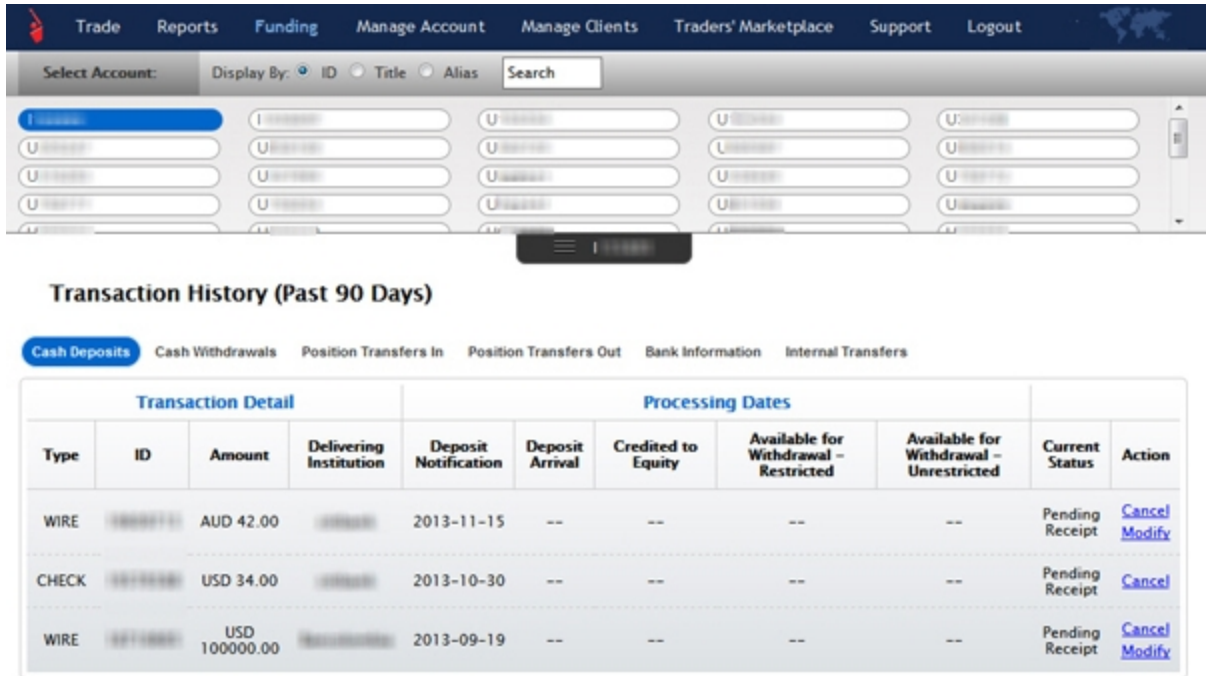 Trade Reports Funding Manage Account Manage Clients Traders' Marketplace Support Logout
Select Account: Display By: ID Title Alias Search
Transaction History (Past 90 Days)
Cash Deposits Cash Withdrawals Position Transfers In Position Transfers Out Bank Information Internal Transfers
Transaction Detail Processing Dates
Type ID Amount Delivering Institution Deposit Notification Deposit Arrival Credited to Equity Available for Withdrawal – Restricted Available for Withdrawal – Unrestricted Current Status Action
WIRE AUD 42.00 2013-11-15 -- -- -- -- Pending Receipt Cancel Modify
CHECK USD 34.00 2013-10-30 -- -- -- -- Pending Receipt Cancel
WIRE USD 100000.00 2013-09-19 -- -- -- -- Pending Receipt Cancel Modify